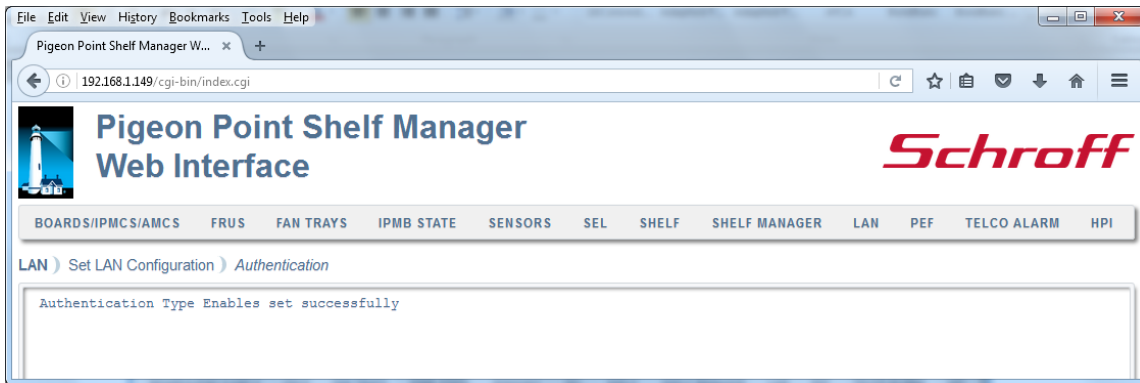 File Edit View History Bookmarks Tools Help
Pigeon Point Shelf Manager W... × +
192.168.1.149/cgi-bin/index.cgi
Pigeon Point Shelf Manager
Web Interface
Schroff
BOARDS/IPMCS/AMCS FRUS FAN TRAYS IPMB STATE SENSORS SEL SHELF SHELF MANAGER LAN PEF TELCO ALARM HPI
LAN ) Set LAN Configuration ) Authentication
Authentication Type Enables set successfully